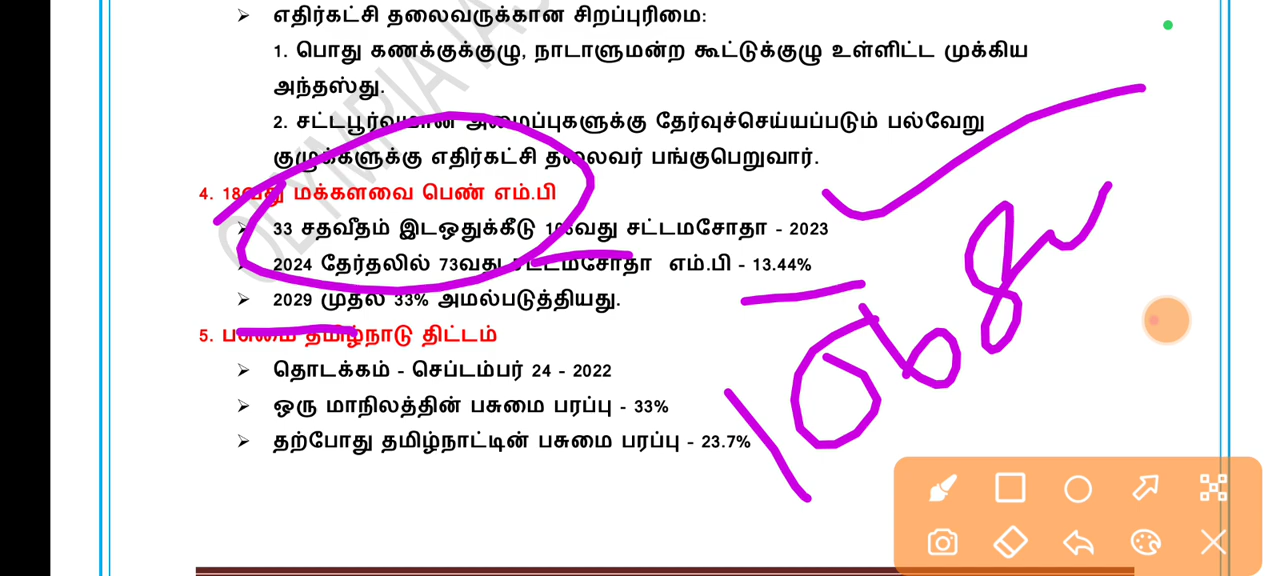 எதிர்கட்சி தலைவருக்கான சிறப்புரிமை:
1. பொது கணக்குக்குழு, நாடாளுமன்ற கூட்டுக்குழு உள்ளிட்ட முக்கிய
அந்தஸ்து.
2. சட்டபூர்வமான அமைப்புகளுக்கு தேர்வுச்செய்யப்படும் பல்வேறு
குழுக்களுக்கு எதிர்கட்சி தலைவர் பங்குபெறுவார்.
4. 18வது மக்களவை பெண் எம்.பி
33 சதவீதம் இடஒதுக்கீடு 106வது சட்டமசோதா - 2023
2024 தேர்தலில் 73வது சட்டமசோதா எம்.பி - 13.44%
2029 முதல் 33% அமல்படுத்தியது.
5. பசுமை தமிழ்நாடு திட்டம்
தொடக்கம் - செப்டம்பர் 24 - 2022
ஒரு மாநிலத்தின் பசுமை பரப்பு - 33%
தற்போது தமிழ்நாட்டின் பசுமை பரப்பு - 23.7%
OLYMPIA IAS